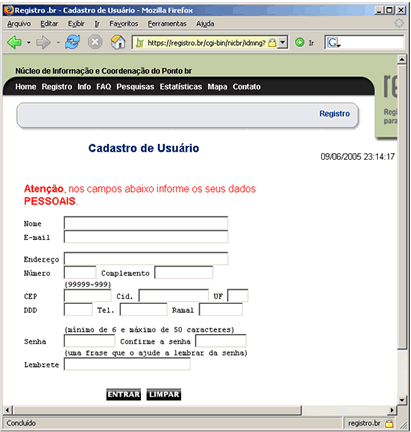 Registro.br - Cadastro de Usuário - Mozilla Firefox
Arquivo Editar Exibir Ir Favoritos Ferramentas Ajuda
https://registro.br/cgi-bin/nicbr/idmng? Ir
Núcleo de Informação e Coordenação do Ponto br
Home Registro Info FAQ Pesquisas Estatísticas Mapa Contato
re
Regi
para
Registro
Cadastro de Usuário
09/06/2005 23:14:17
Atenção, nos campos abaixo informe os seus dados
PESSOAIS.
Nome
E-mail
Endereço
Número Complemento
(99999-999)
CEP Cid. UF
DDD Tel. Ramal
(mínimo de 6 e máximo de 50 caracteres)
Senha Confirme a senha
(uma frase que o ajude a lembrar da senha)
Lembrete
ENTRAR LIMPAR
Concluído registro.br